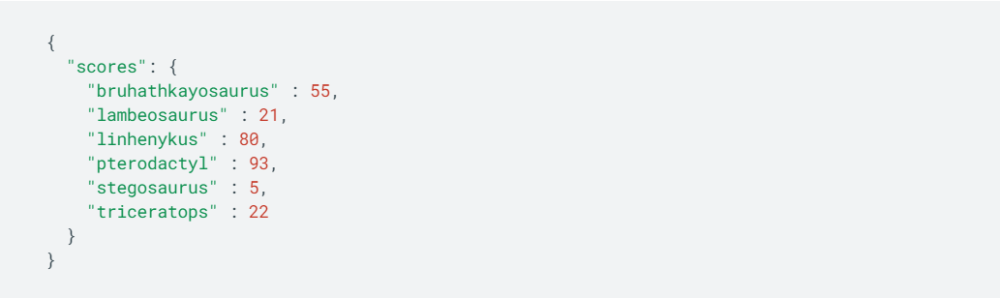 {
"scores": {
"bruhathkayosaurus" : 55,
"lambeosaurus" : 21,
"linhenykus" : 80,
"pterodactyl" : 93,
"stegosaurus" : 5,
"triceratops" : 22
}
}